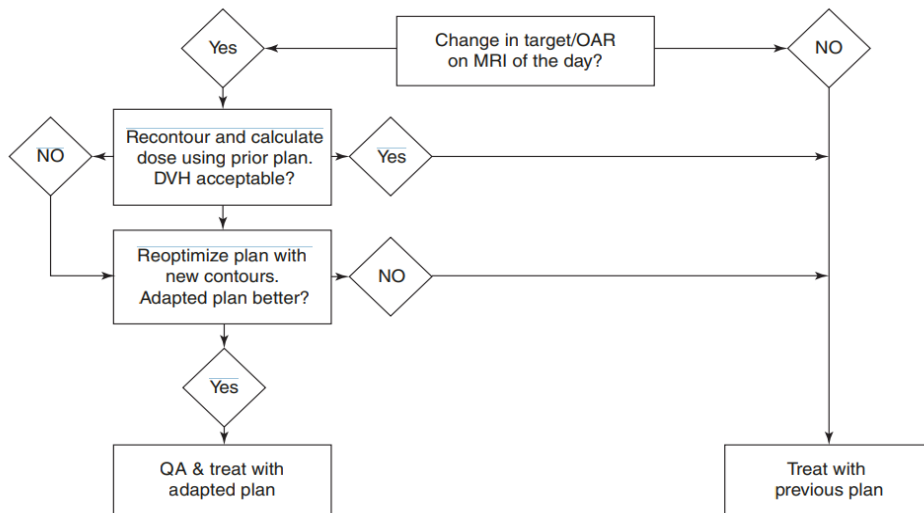 Yes
Change in target/OAR
on MRI of the day?
NO
Recontour and calculate
dose using prior plan.
DVH acceptable?
NO
Yes
Reoptimize plan with
new contours.
Adapted plan better?
NO
Yes
QA & treat with
adapted plan
Treat with
previous plan